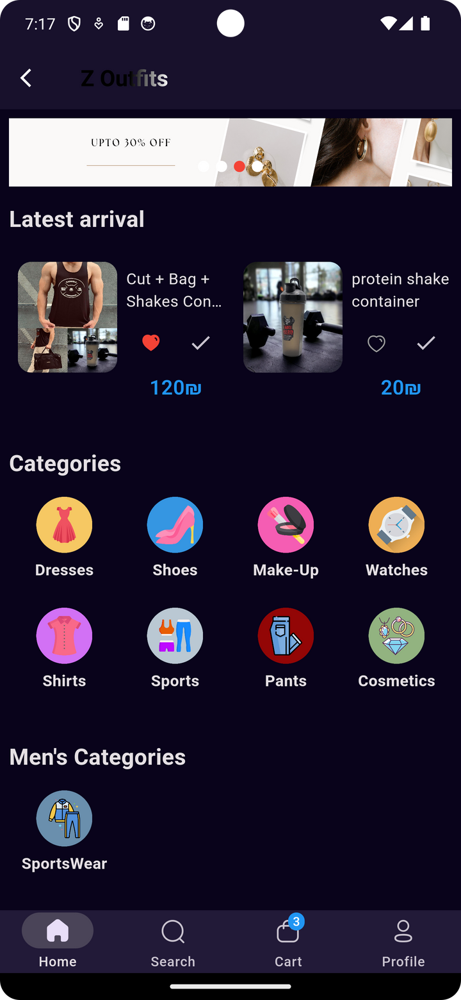 7:17
Z Outfits
UPTO 30% OFF
Latest arrival
Cut + Bag +
Shakes Con...
protein shake
container
120₪
20₪
Categories
Dresses
Shoes
Make-Up
Watches
Shirts
Sports
Pants
Cosmetics
Men's Categories
SportsWear
3
Home
Search
Cart
Profile